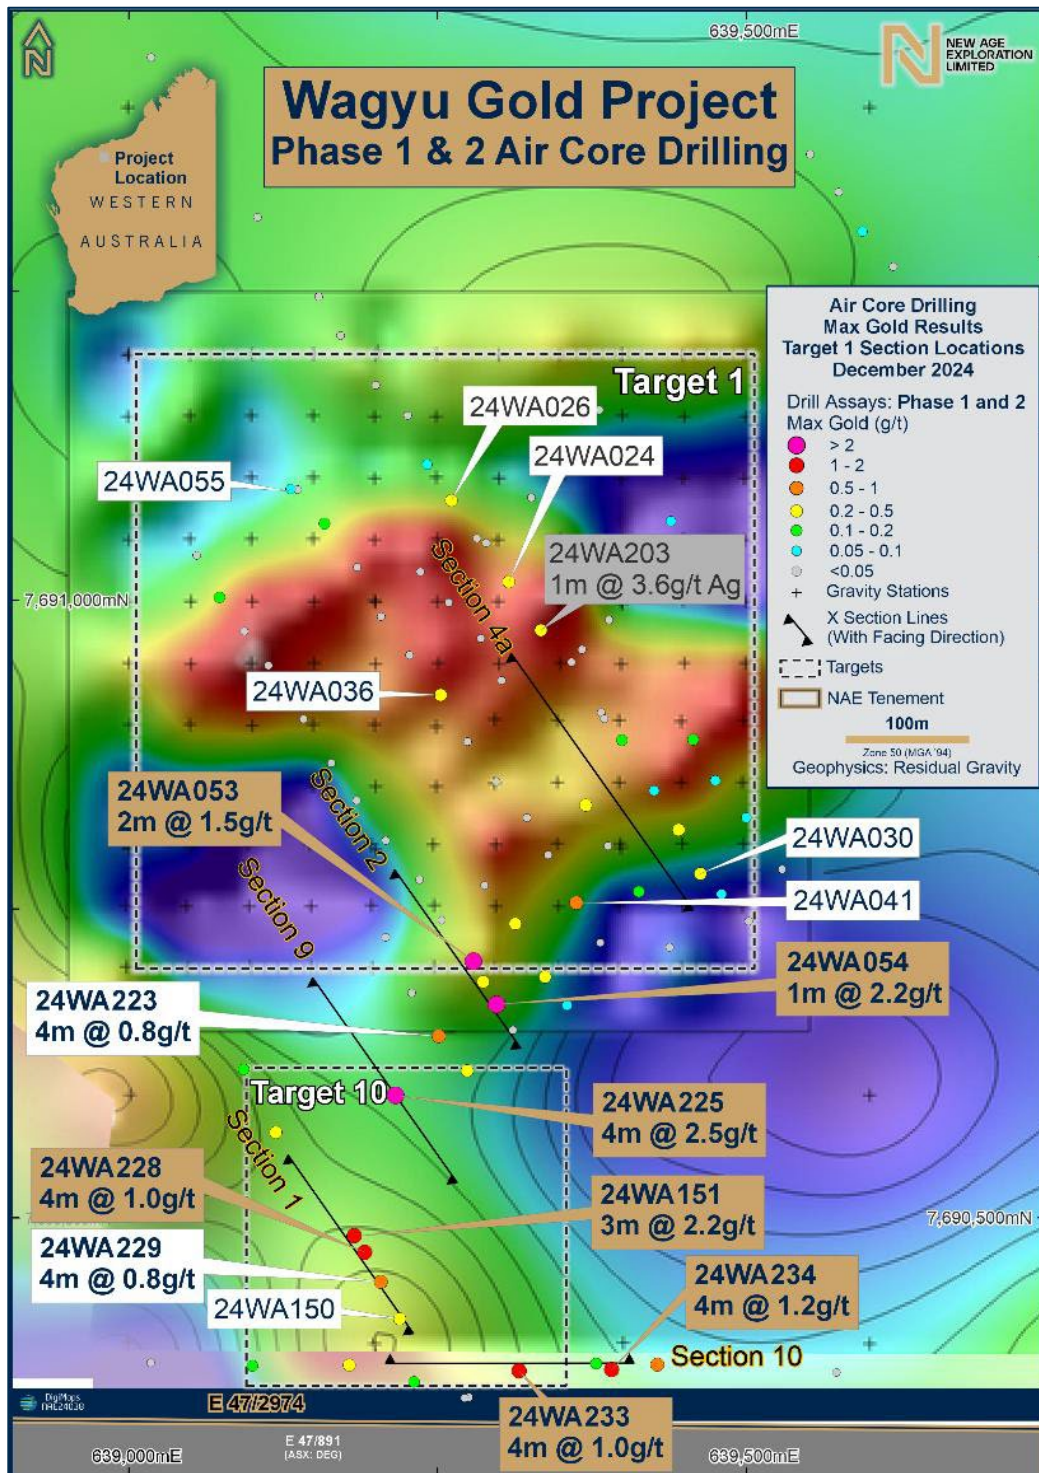 639,500mE
N
NEW AGE
EXPLORATION
LIMITED
Wagyu Gold Project
Phase 1 & 2 Air Core Drilling
Project
Location
WESTERN
AUSTRALIA
Air Core Drilling
Max Gold Results
Target 1 Section Locations
December 2024
Drill Assays: Phase 1 and 2
Max Gold (g/t)
> 2
1 - 2
0.5 - 1
0.2 - 0.5
0.1 - 0.2
0.05 - 0.1
<0.05
+ Gravity Stations
X Section Lines
(With Facing Direction)
Targets
NAE Tenement
100m
Zone 50 (MGA '94)
Geophysics: Residual Gravity
Target 1
24WA026
24WA024
24WA055
Section 4a
24WA203
1m @ 3.6g/t Ag
7,691,000mN
24WA036
24WA053
2m @ 1.5g/t
Section 2
24WA030
Section 9
24WA041
24WA054
1m @ 2.2g/t
24WA223
4m @ 0.8g/t
Target 10
24WA225
4m @ 2.5g/t
Section 1
24WA228
4m @ 1.0g/t
24WA151
3m @ 2.2g/t
7,690,500mN
24WA229
4m @ 0.8g/t
24WA234
4m @ 1.2g/t
24WA150
Section 10
DigiMaps
E 47/2974
24WA233
4m @ 1.0g/t
E 47/891
(ASX: DEG)
639,000mE
639,500mE